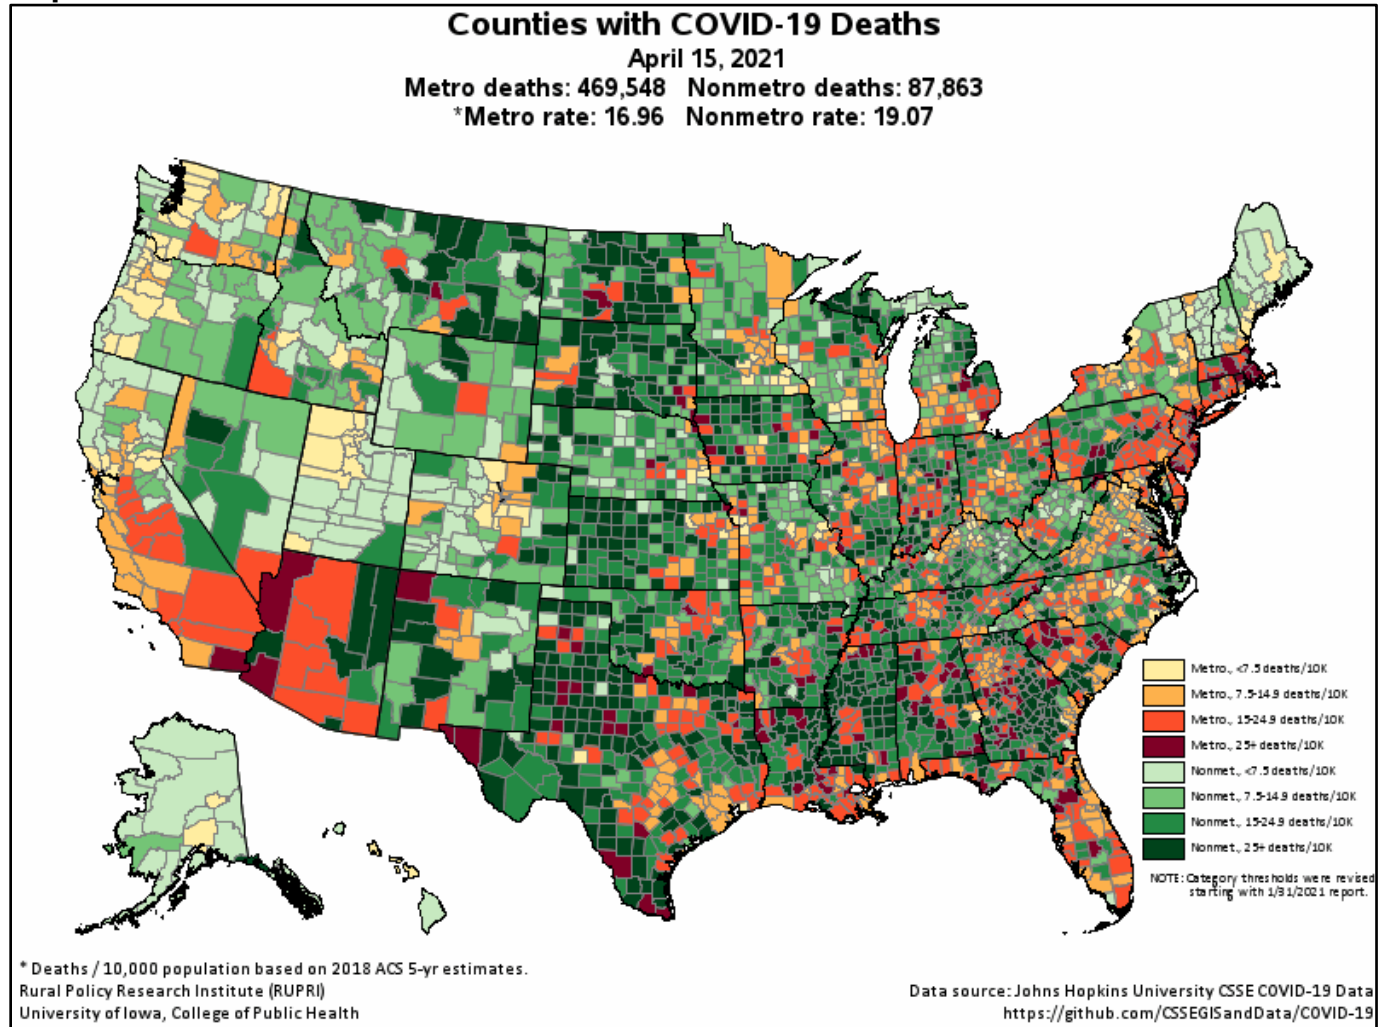 Counties with COVID-19 Deaths
April 15, 2021
Metro deaths: 469,548 Nonmetro deaths: 87,863
*Metro rate: 16.96 Nonmetro rate: 19.07
Metro., <7.5 deaths/10K
Metro., 7.5-14.9 deaths/10K
Metro., 15-24.9 deaths/10K
Metro., 25+ deaths/10K
Nonmet., <7.5 deaths/10K
Nonmet., 7.5-14.9 deaths/10K
Nonmet., 15-24.9 deaths/10K
Nonmet., 25+ deaths/10K
NOTE: Category thresholds were revised
starting with 1/31/2021 report.
* Deaths / 10,000 population based on 2018 ACS 5-yr estimates.
Rural Policy Research Institute (RUPRI)
University of Iowa, College of Public Health
Data source: Johns Hopkins University CSSE COVID-19 Data
https://github.com/CSSEGISandData/COVID-19